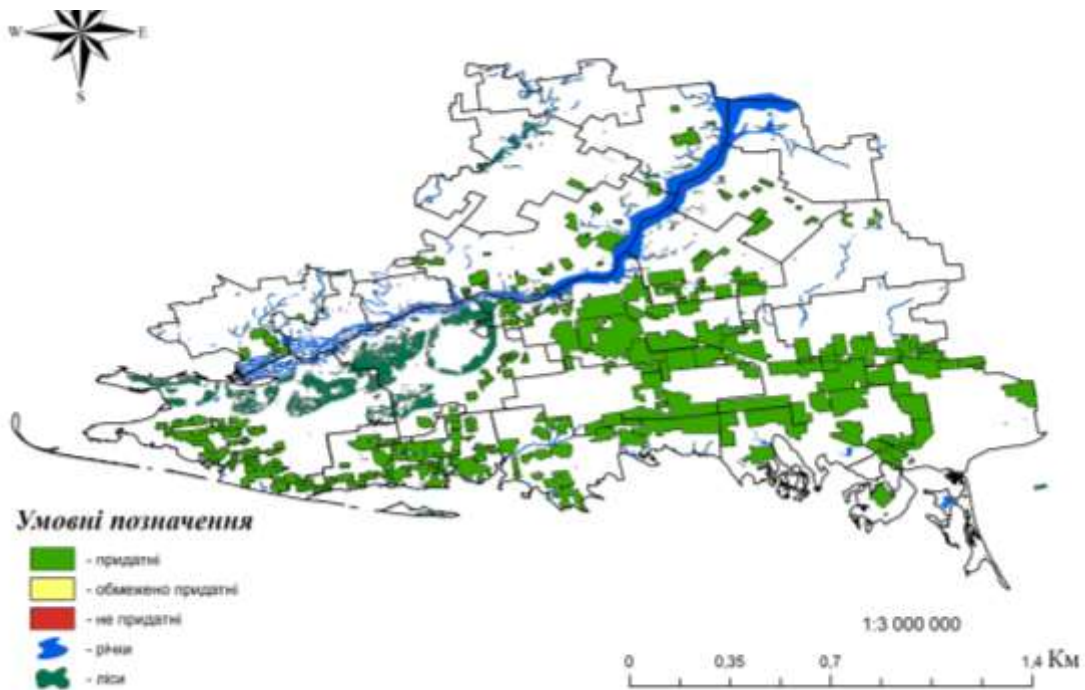 W E
S
Умовні позначення
- придатні
- обмежено придатні
- не придатні
- річки
- ліси
1:3 000 000
0 0,35 0,7 1,4 Км